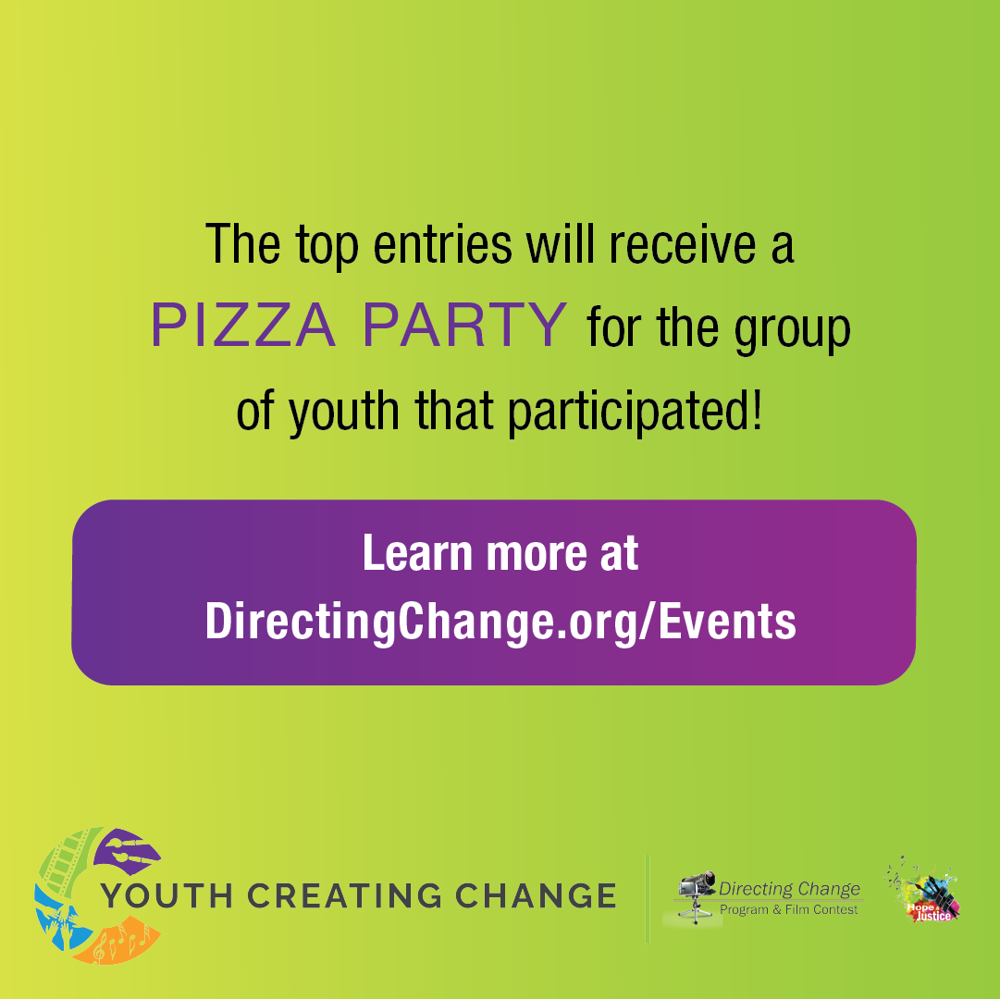 The top entries will receive a
PIZZA PARTY for the group
of youth that participated!
Learn more at
DirectingChange.org/Events
YOUTH CREATING CHANGE
Directing Change
Program & Film Contest
Hope &
Justice